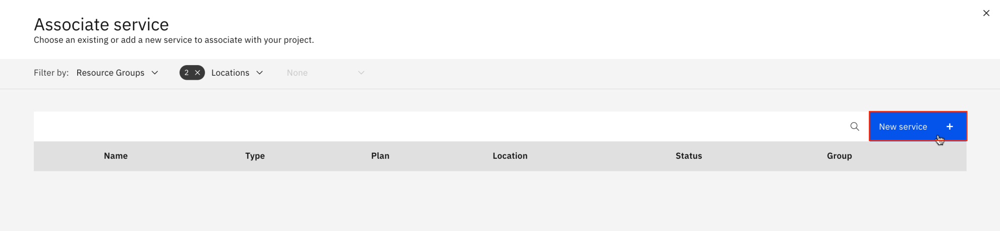 Associate service
Choose an existing or add a new service to associate with your project.
Filter by: Resource Groups 2 Locations None
New service +
Name Type Plan Location Status Group